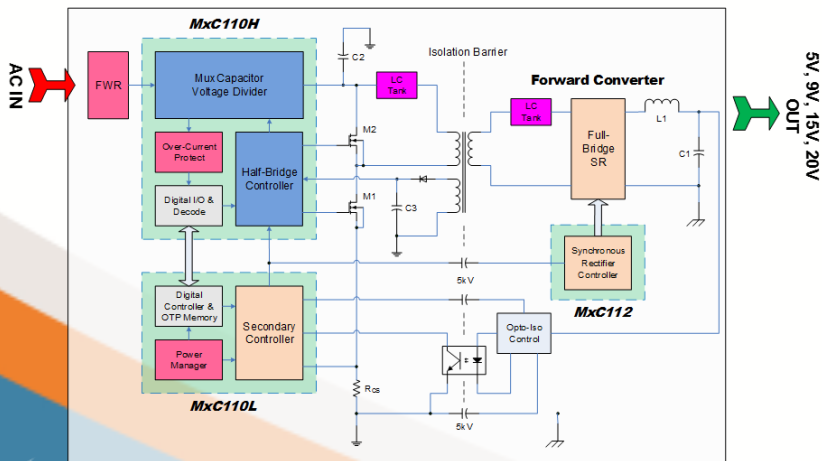 MxC110H
AC IN
FWR
Mux Capacitor
Voltage Divider
C2
LC
Tank
Isolation Barrier
Forward Converter
LC
Tank
5V, 9V, 15V, 20V
OUT
Over-Current
Protect
Half-Bridge
Controller
Digital I/O &
Decode
M2
M1
C3
Full-
Bridge
SR
L1
C1
5kV
Synchronous
Rectifier
Controller
MxC112
Digital
Controller &
OTP Memory
Secondary
Controller
Power
Manager
MxC110L
Opto-Iso
Control
RCS
5kV